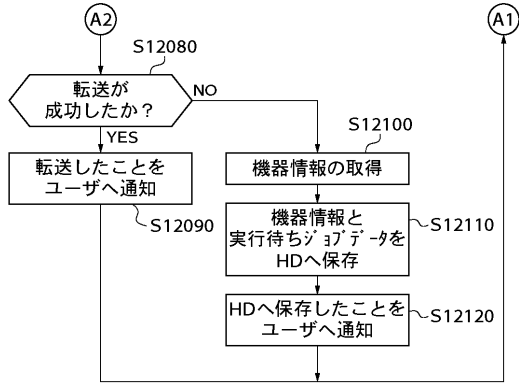 A2
A1
S12080
転送が
成功したか？
NO
YES
S12100
転送したことを
ユーザへ通知
機器情報の取得
S12090
機器情報と
実行待ちｼﾞｮﾌﾞﾃﾞｰﾀを
HDへ保存
S12110
HDへ保存したことを
ユーザへ通知
S12120